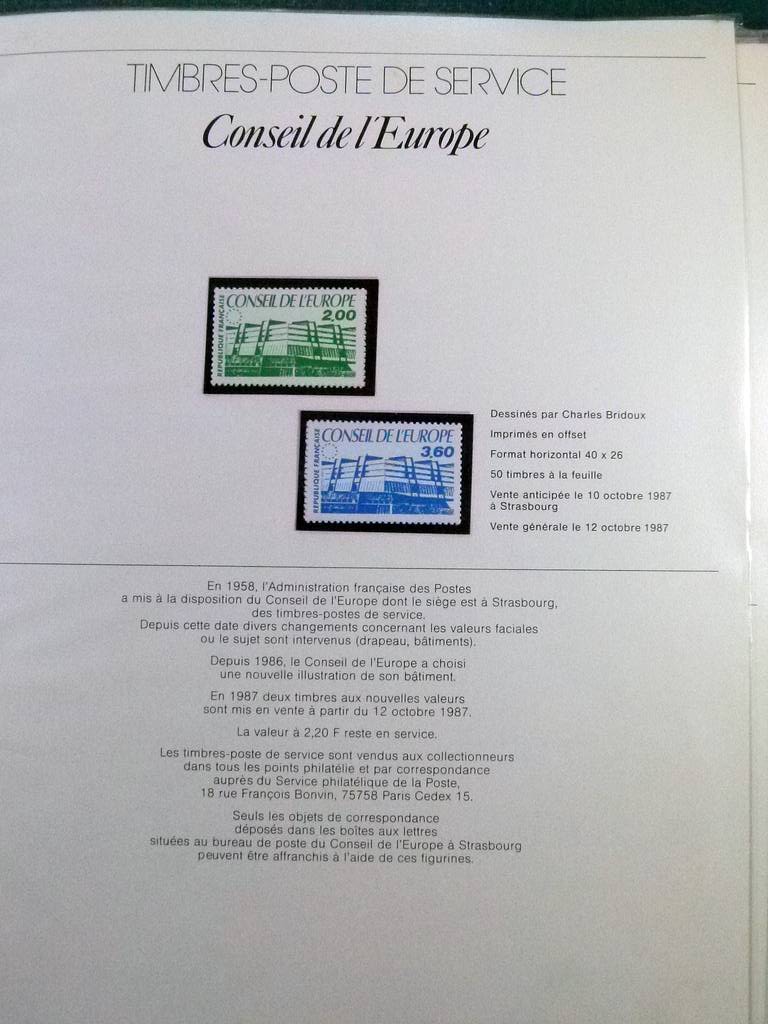 TIMBRES-POSTE DE SERVICE
Conseil de l'Europe
CONSEIL DE L'EUROPE
2,00
REPUBLIQUE FRANÇAISE
CONSEIL DE L'EUROPE
3,60
REPUBLIQUE FRANÇAISE
Dessinés par Charles Bridoux
Imprimés en offset
Format horizontal 40 x 26
50 timbres à la feuille
Vente anticipée le 10 octobre 1987
à Strasbourg
Vente générale le 12 octobre 1987
En 1958, l'Administration française des Postes
a mis à la disposition du Conseil de l'Europe dont le siège est à Strasbourg,
des timbres-postes de service.
Depuis cette date divers changements concernant les valeurs faciales
ou le sujet sont intervenus (drapeau, bâtiments).
Depuis 1986, le Conseil de l'Europe a choisi
une nouvelle illustration de son bâtiment.
En 1987 deux timbres aux nouvelles valeurs
sont mis en vente à partir du 12 octobre 1987.
La valeur à 2,20 F reste en service.
Les timbres-poste de service sont vendus aux collectionneurs
dans tous les points philatélie et par correspondance
auprès du Service philatélique de la Poste,
18 rue François Bonvin, 75758 Paris Cedex 15.
Seuls les objets de correspondance
déposés dans les boîtes aux lettres
situées au bureau de poste du Conseil de l'Europe à Strasbourg
peuvent être affranchis à l'aide de ces figurines.